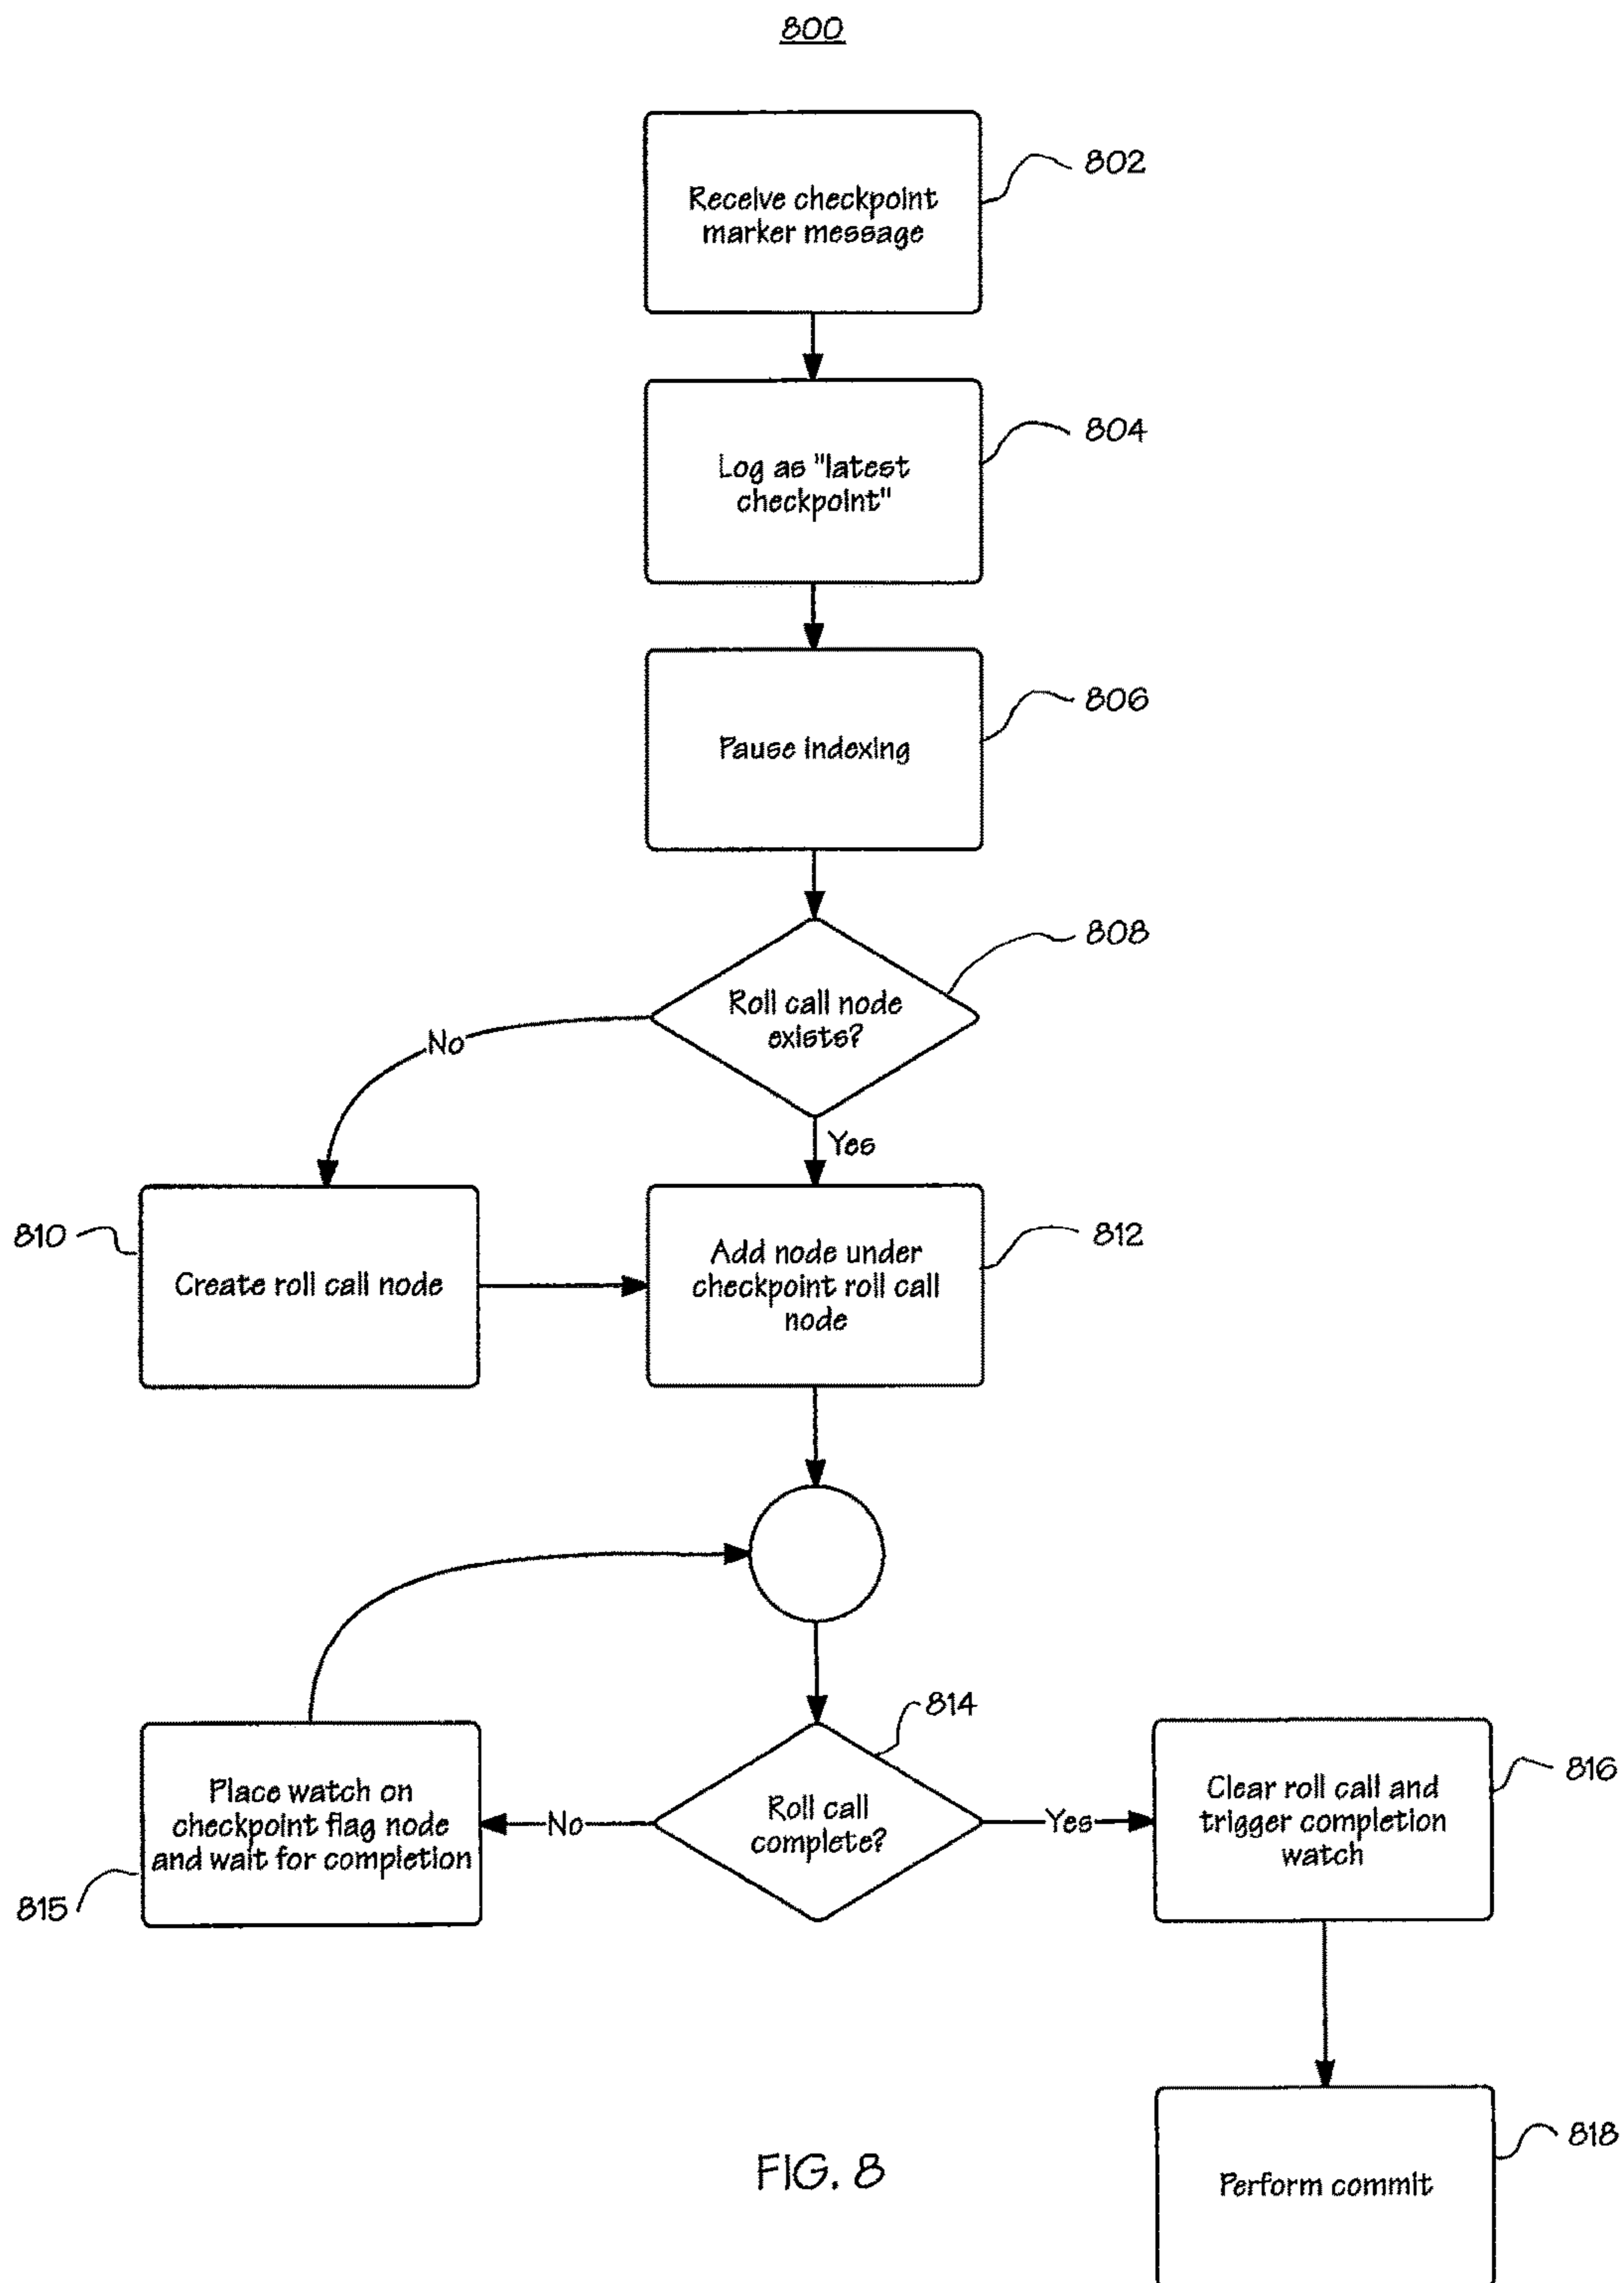 800
Receive checkpoint
marker message
802
Log as "latest
checkpoint"
804
Pause indexing
806
Roll call node
exists?
808
No
Yes
810
Create roll call node
Add node under
checkpoint roll call
node
812
814
Roll call
complete?
No
Yes
Place watch on
checkpoint flag node
and wait for completion
815
Clear roll call and
trigger completion
watch
816
Perform commit
818
FIG. 8